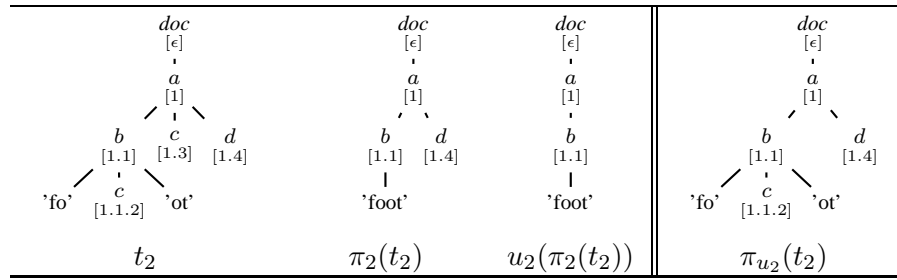 doc doc doc doc
[ϵ] [ϵ] [ϵ] [ϵ]
a a a a
[1] [1] [1] [1]
b c d b d b b d
[1.1] [1.3] [1.4] [1.1] [1.4] [1.1] [1.1] [1.4]
'fo' c 'ot' 'foot' 'foot' 'fo' c 'ot'
[1.1.2] [1.1.2]
t₂ π₂(t₂) u₂(π₂(t₂)) π_{u₂}(t₂)